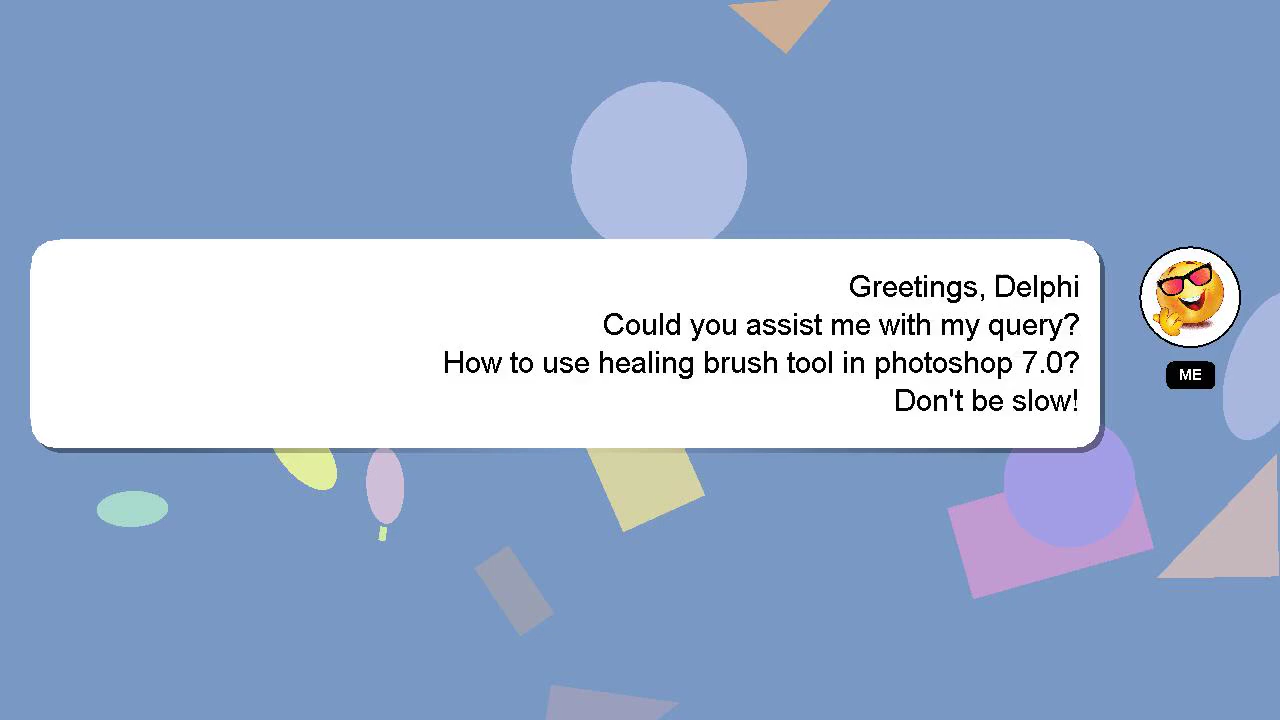 Greetings, Delphi
Could you assist me with my query?
How to use healing brush tool in photoshop 7.0?
Don't be slow!
ME